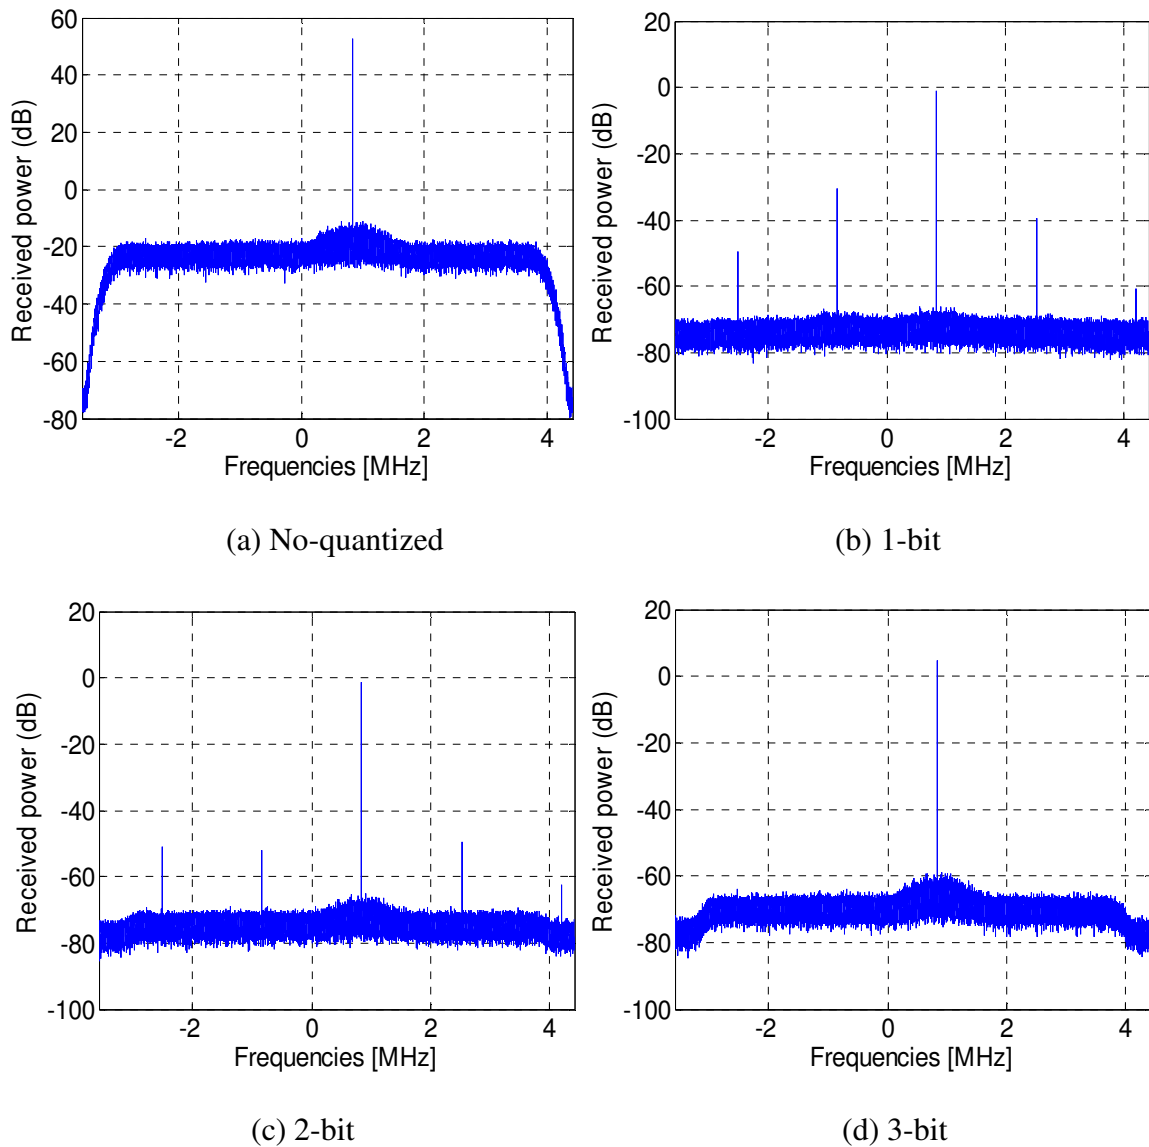 60
40
20
0
-20
-40
-60
-80
Received power (dB)
-2 0 2 4
Frequencies [MHz]
(a) No-quantized
20
0
-20
-40
-60
-80
-100
Received power (dB)
-2 0 2 4
Frequencies [MHz]
(b) 1-bit
20
0
-20
-40
-60
-80
-100
Received power (dB)
-2 0 2 4
Frequencies [MHz]
(c) 2-bit
20
0
-20
-40
-60
-80
-100
Received power (dB)
-2 0 2 4
Frequencies [MHz]
(d) 3-bit